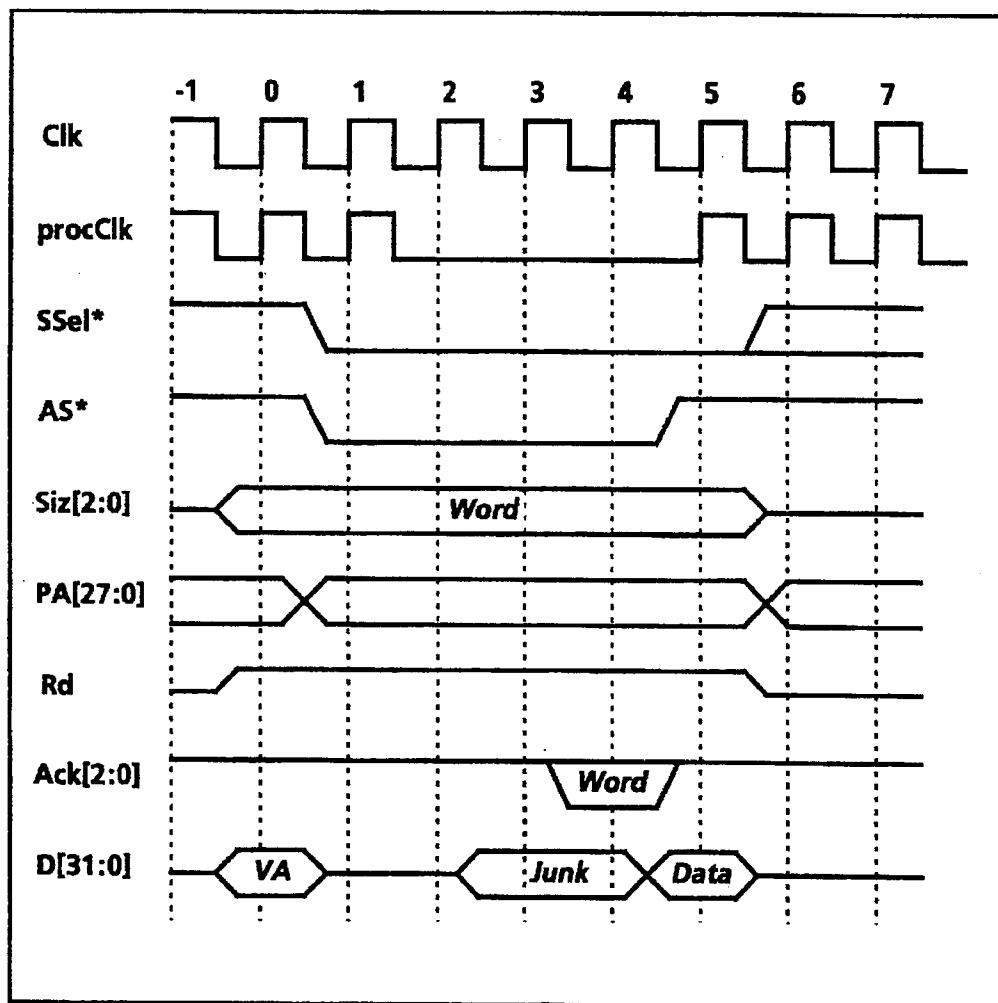 -1 0 1 2 3 4 5 6 7
Clk
procClk
SSel*
AS*
Siz[2:0] Word
PA[27:0]
Rd
Ack[2:0] Word
D[31:0] VA Junk Data